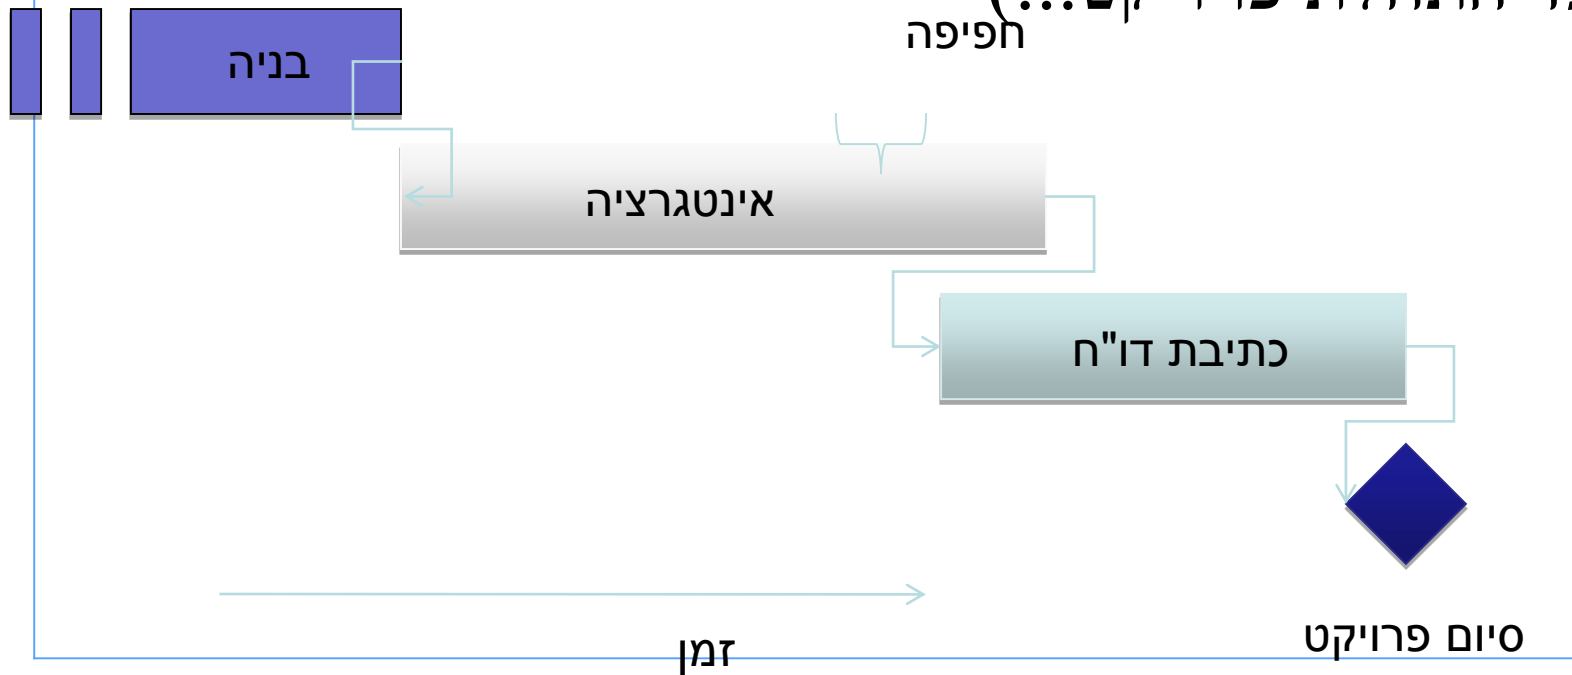 חפיפה
בניה
אינטגרציה
כתיבת דו"ח
סיום פרויקט
זמן